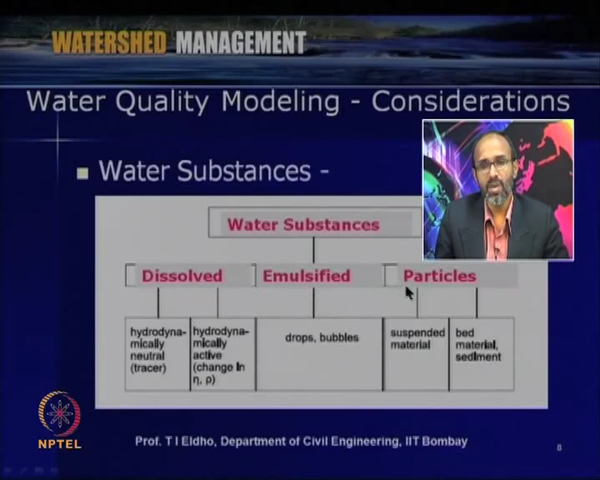 WATERSHED MANAGEMENT
Water Quality Modeling - Considerations
Water Substances -
Water Substances
Dissolved
Emulsified
Particles
hydrodyna-
mically
neutral
(tracer)
hydrodyna-
mically
active
(change in
η, ρ)
drops, bubbles
suspended
material
bed
material,
sediment
NPTEL
Prof. T I Eldho, Department of Civil Engineering, IIT Bombay
8